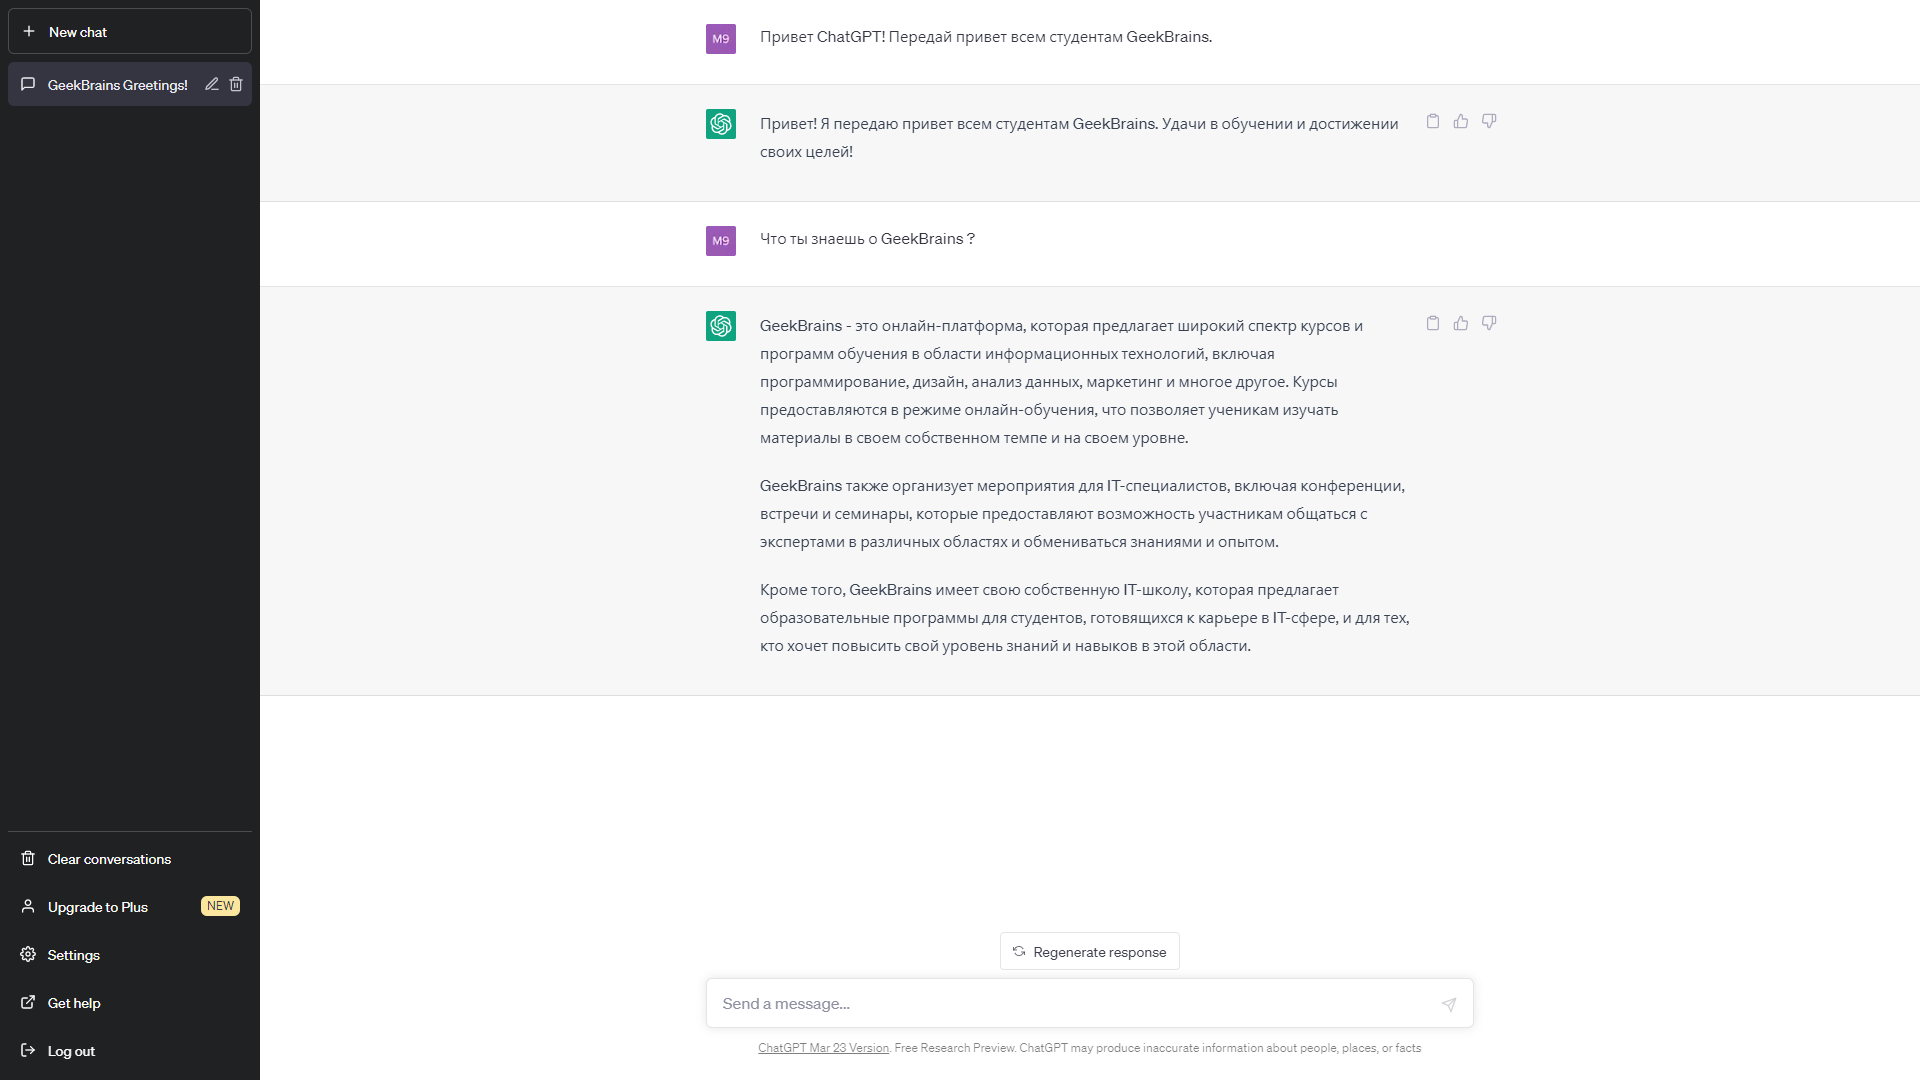 New chat
GeekBrains Greetings!
M9
Привет ChatGPT! Передай привет всем студентам GeekBrains.
Привет! Я передаю привет всем студентам GeekBrains. Удачи в обучении и достижении
своих целей!
M9
Что ты знаешь о GeekBrains ?
GeekBrains - это онлайн-платформа, которая предлагает широкий спектр курсов и
программ обучения в области информационных технологий, включая
программирование, дизайн, анализ данных, маркетинг и многое другое. Курсы
предоставляются в режиме онлайн-обучения, что позволяет ученикам изучать
материалы в своем собственном темпе и на своем уровне.
GeekBrains также организует мероприятия для IT-специалистов, включая конференции,
встречи и семинары, которые предоставляют возможность участникам общаться с
экспертами в различных областях и обмениваться знаниями и опытом.
Кроме того, GeekBrains имеет свою собственную IT-школу, которая предлагает
образовательные программы для студентов, готовящихся к карьере в IT-сфере, и для тех,
кто хочет повысить свой уровень знаний и навыков в этой области.
Clear conversations
Upgrade to Plus NEW
Settings
Get help
Log out
Regenerate response
Send a message...
ChatGPT Mar 23 Version. Free Research Preview. ChatGPT may produce inaccurate information about people, places, or facts